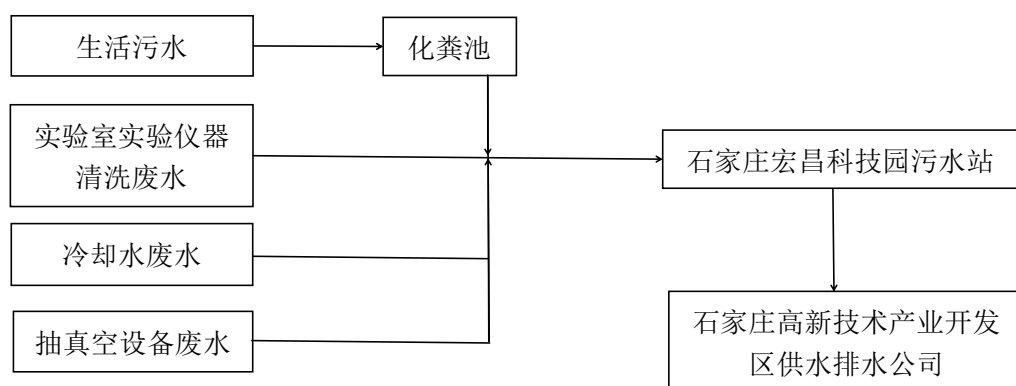 生活污水
化粪池
实验室实验仪器
清洗废水
石家庄宏昌科技园污水站
冷却水废水
抽真空设备废水
石家庄高新技术产业开发
区供水排水公司